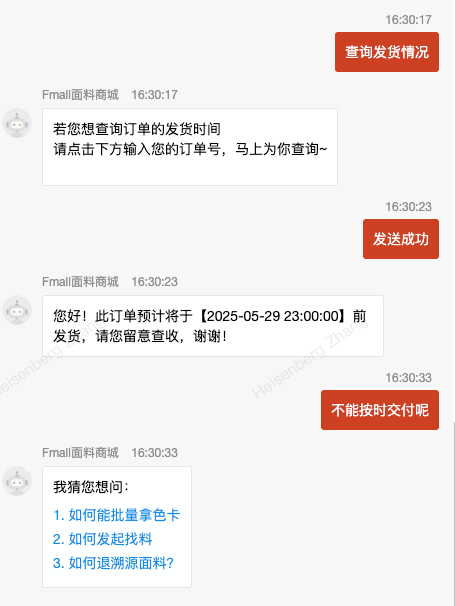 16:30:17
查询发货情况
Fmall面料商城 16:30:17
若您想查询订单的发货时间
请点击下方输入您的订单号，马上为你查询~
16:30:23
发送成功
Fmall面料商城 16:30:23
您好！此订单预计将于【2025-05-29 23:00:00】前
发货，请您留意查收，谢谢！
Heisenberg Zhang
Heisenberg Zhang
16:30:33
不能按时交付呢
Fmall面料商城 16:30:33
我猜您想问：
1. 如何能批量拿色卡
2. 如何发起找料
3. 如何退溯源面料?